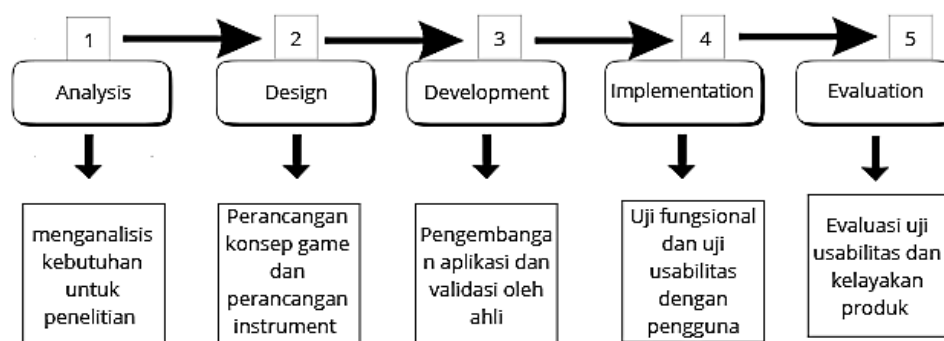 1
2
3
4
5
Analysis
Design
Development
Implementation
Evaluation
menganalisis
kebutuhan
untuk
penelitian
Perancangan
konsep game
dan
perancangan
instrument
Pengembanga
n aplikasi dan
validasi oleh
ahli
Uji fungsional
dan uji
usabilitas
dengan
pengguna
Evaluasi uji
usabilitas dan
kelayakan
produk